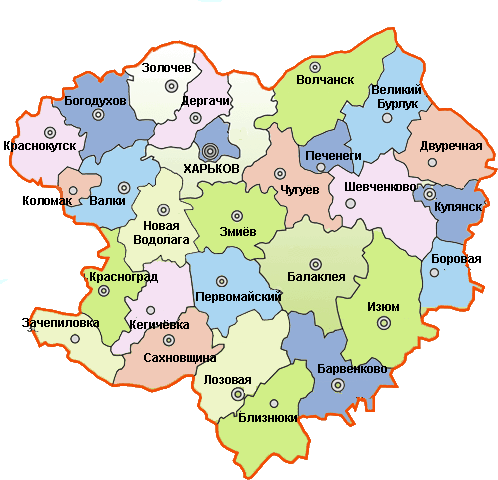 Золочев
Волчанск
Великий
Бурлук
Богодухов
Дергачи
Краснокутск
Двуречная
Печенеги
ХАРЬКОВ
Шевченково
Чугуев
Коломак
Валки
Купянск
Новая
Водолага
Змиёв
Боровая
Балаклея
Красноград
Первомайский
Изюм
Зачепиловка
Кегичёвка
Сахновщина
Барвенково
Лозовая
Близнюки